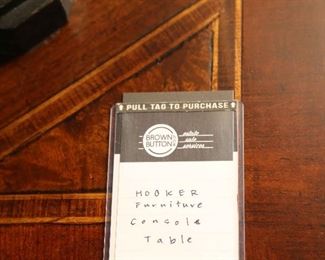 PULL TAG TO PURCHASE
BROWN
BUTTON
estate
sale
services
HOOKER
Furniture
Console
Table